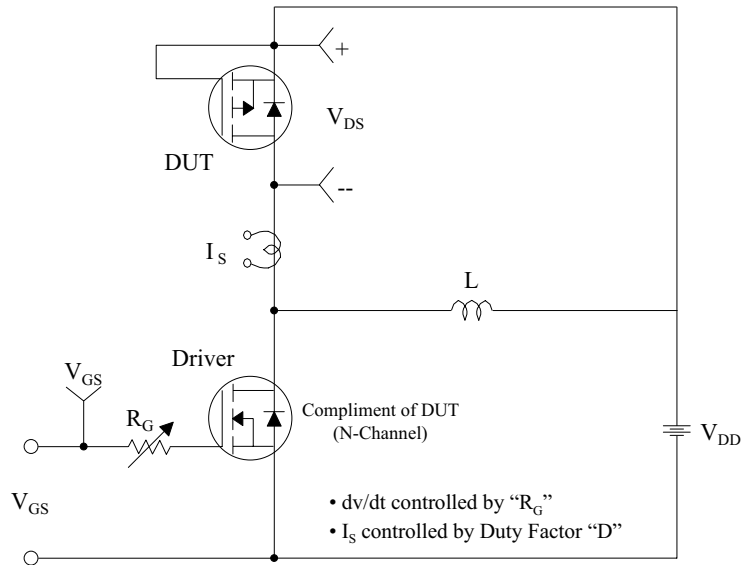 +
V_DS
DUT
--
I_S
L
Driver
V_GS
R_G
Compliment of DUT
(N-Channel)
V_DD
V_GS
• dv/dt controlled by “R_G”
• I_S controlled by Duty Factor “D”